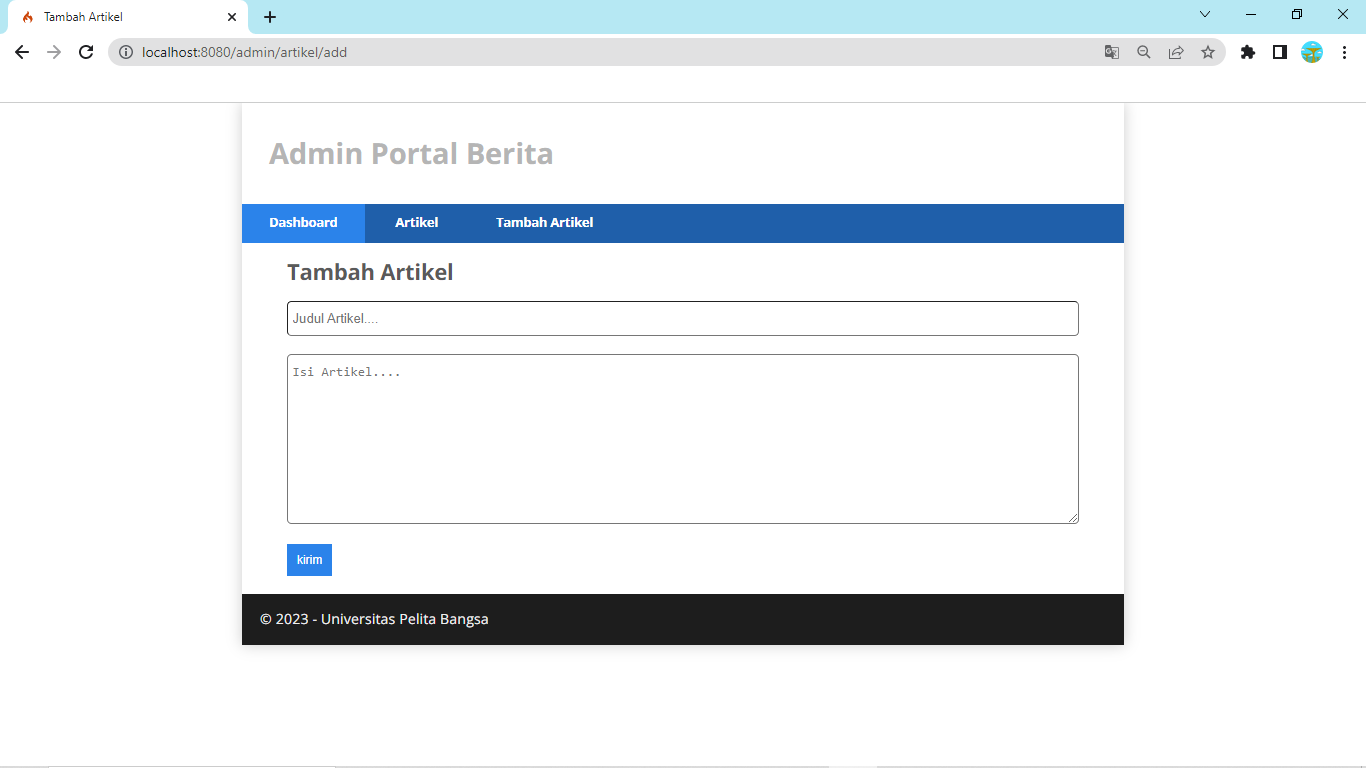 Tambah Artikel
localhost:8080/admin/artikel/add
Admin Portal Berita
Dashboard Artikel Tambah Artikel
Tambah Artikel
Judul Artikel....
Isi Artikel....
kirim
© 2023 - Universitas Pelita Bangsa